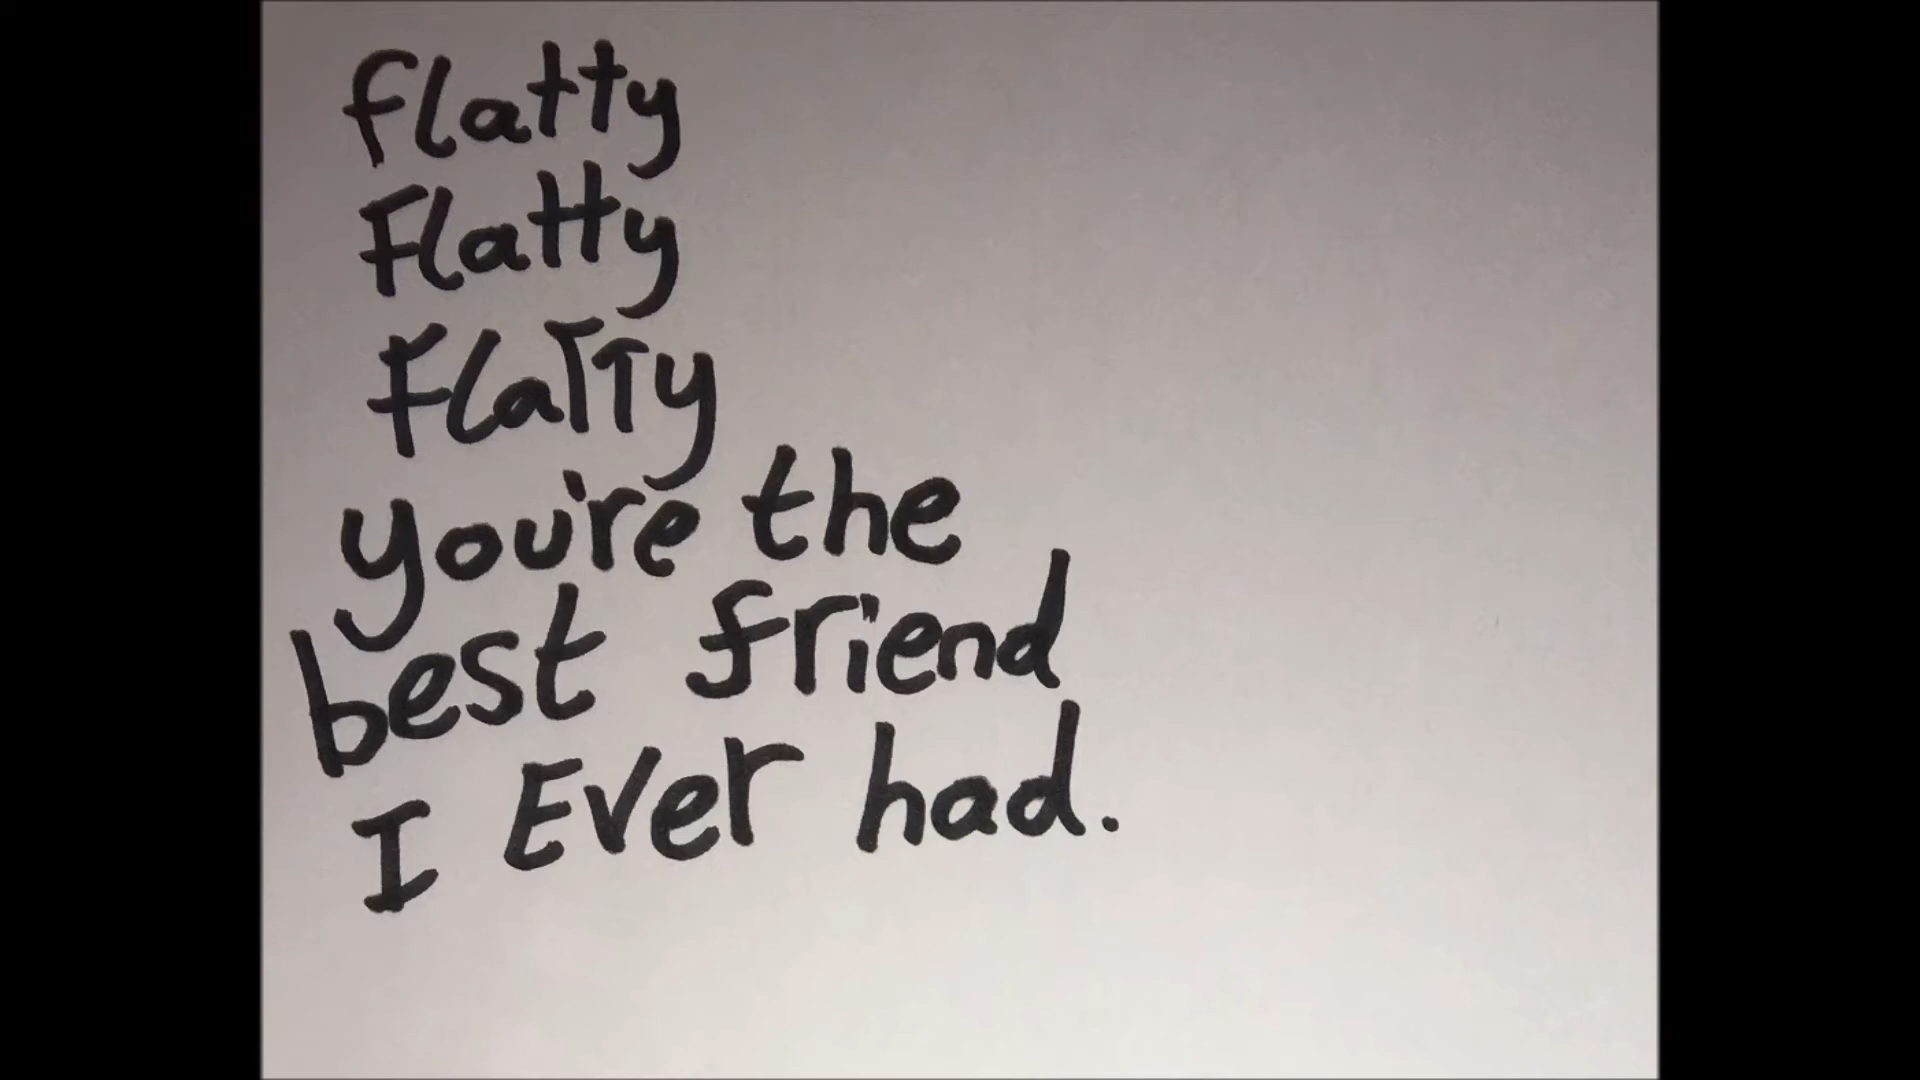 flatty
Flatty
Flatty
you're the
best friend
I Ever had.